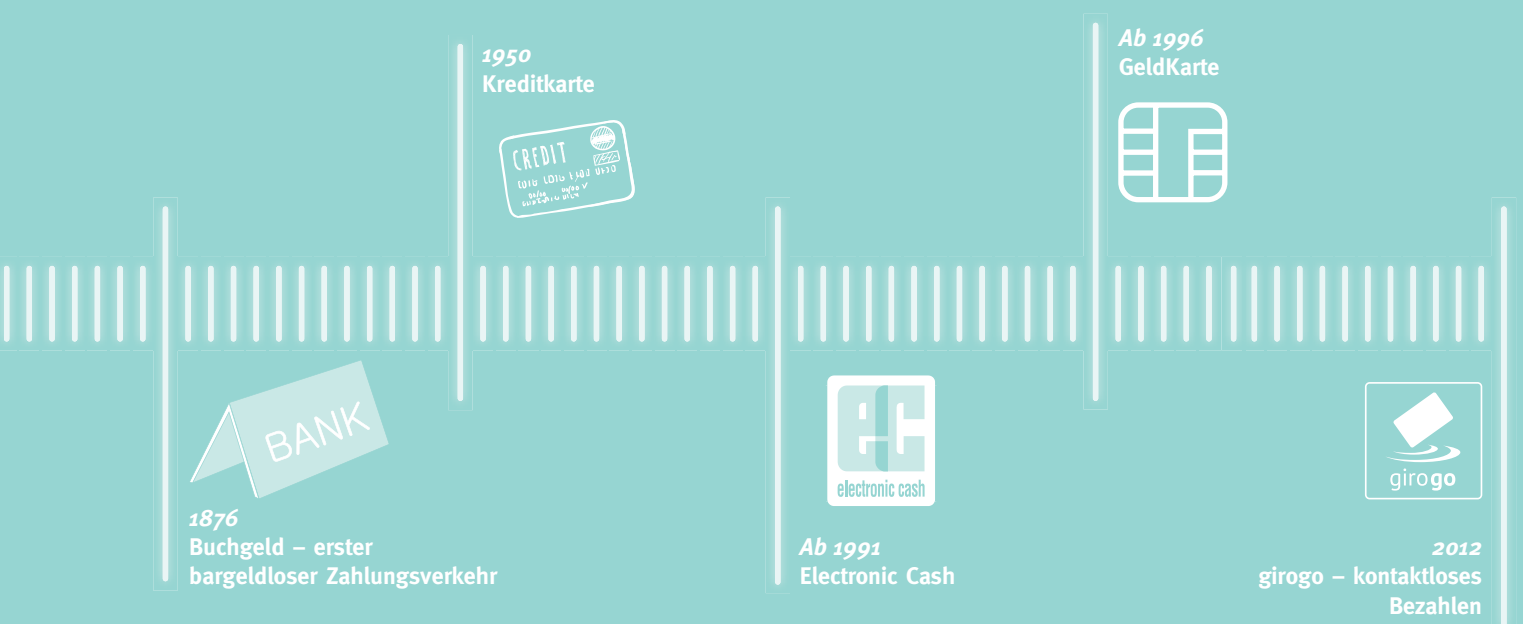 1876
Buchgeld – erster
bargeldloser Zahlungsverkehr
BANK
1950
Kreditkarte
CREDIT
Ab 1991
Electronic Cash
ec
electronic cash
Ab 1996
GeldKarte
2012
girogo – kontaktloses
Bezahlen
girogo